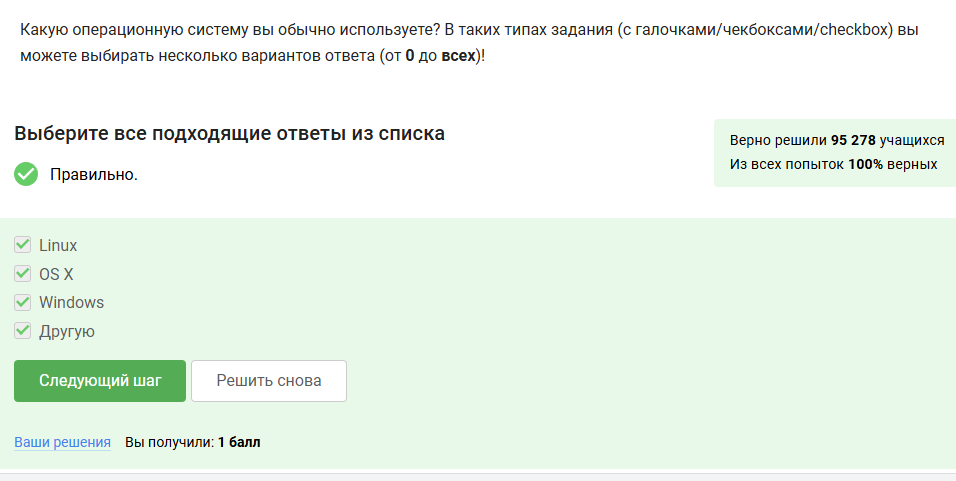 Какую операционную систему вы обычно используете? В таких типах задания (с галочками/чекбоксами/checkbox) вы
можете выбирать несколько вариантов ответа (от 0 до всех)!
Выберите все подходящие ответы из списка
Верно решили 95 278 учащихся
Из всех попыток 100% верных
Правильно.
Linux
OS X
Windows
Другую
Следующий шаг
Решить снова
Ваши решения
Вы получили: 1 балл